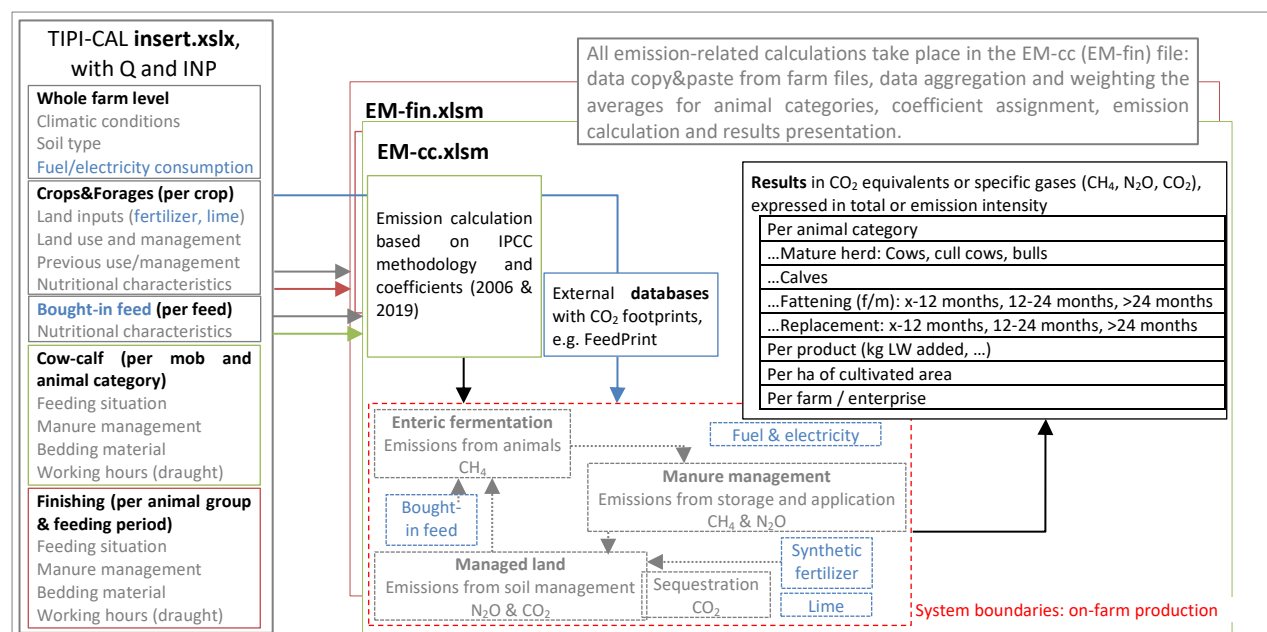 TIPI-CAL insert.xslx,
with Q and INP
Whole farm level
Climatic conditions
Soil type
Fuel/electricity consumption
Crops&Forages (per crop)
Land inputs (fertilizer, lime)
Land use and management
Previous use/management
Nutritional characteristics
Bought-in feed (per feed)
Nutritional characteristics
Cow-calf (per mob and
animal category)
Feeding situation
Manure management
Bedding material
Working hours (draught)
Finishing (per animal group
& feeding period)
Feeding situation
Manure management
Bedding material
Working hours (draught)
All emission-related calculations take place in the EM-cc (EM-fin) file:
data copy&paste from farm files, data aggregation and weighting the
averages for animal categories, coefficient assignment, emission
calculation and results presentation.
EM-fin.xlsm
EM-cc.xlsm
Emission calculation
based on IPCC
methodology and
coefficients (2006 &
2019)
External databases
with CO₂ footprints,
e.g. FeedPrint
Results in CO₂ equivalents or specific gases (CH₄, N₂O, CO₂),
expressed in total or emission intensity
Per animal category
...Mature herd: Cows, cull cows, bulls
...Calves
...Fattening (f/m): x-12 months, 12-24 months, >24 months
...Replacement: x-12 months, 12-24 months, >24 months
Per product (kg LW added, ...)
Per ha of cultivated area
Per farm / enterprise
Enteric fermentation
Emissions from animals
CH₄
Fuel & electricity
Manure management
Emissions from storage and application
CH₄ & N₂O
Bought-
in feed
Managed land
Emissions from soil management
N₂O & CO₂
Sequestration
CO₂
Synthetic
fertilizer
Lime
System boundaries: on-farm production